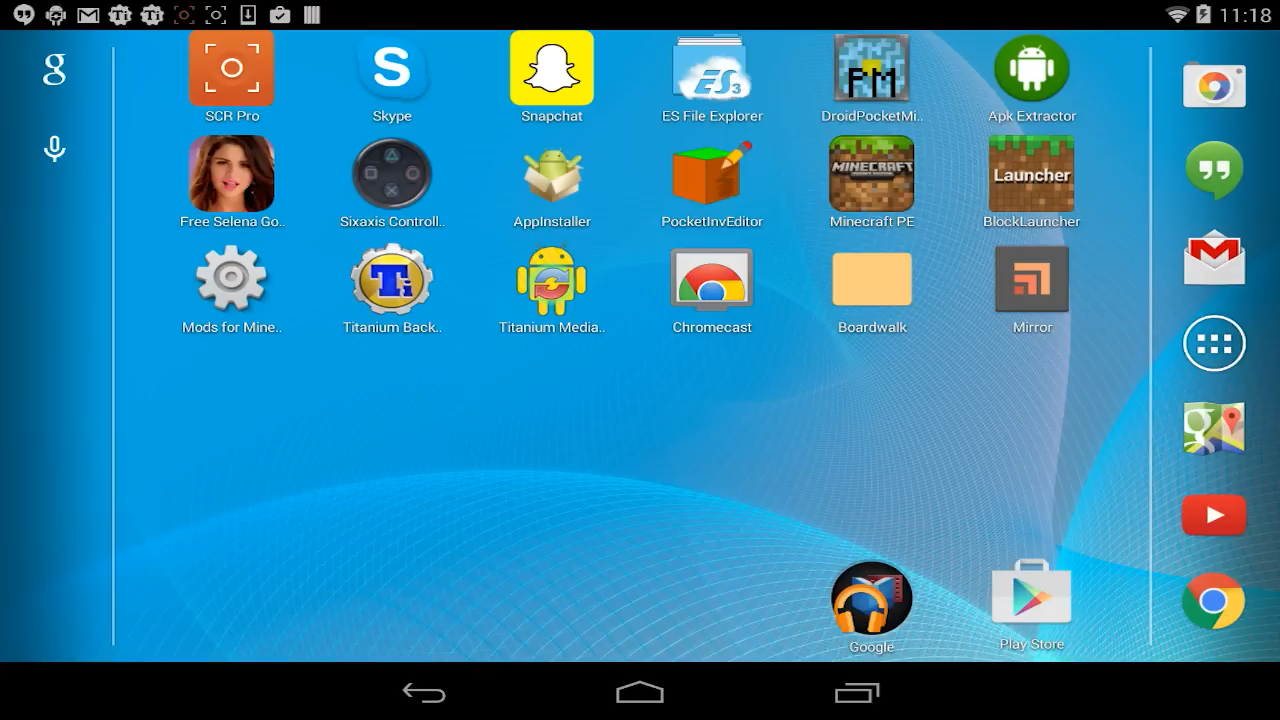 11:18
g
SCR Pro
Skype
Snapchat
ES File Explorer
DroidPocketMi..
Apk Extractor
S
ES 3
PM
Free Selena Go..
Sixaxis Controll..
AppInstaller
PocketInvEditor
Minecraft PE
BlockLauncher
MINECRAFT
Launcher
Mods for Mine..
Titanium Back..
Titanium Media..
Chromecast
Boardwalk
Mirror
Ti
Google
Play Store